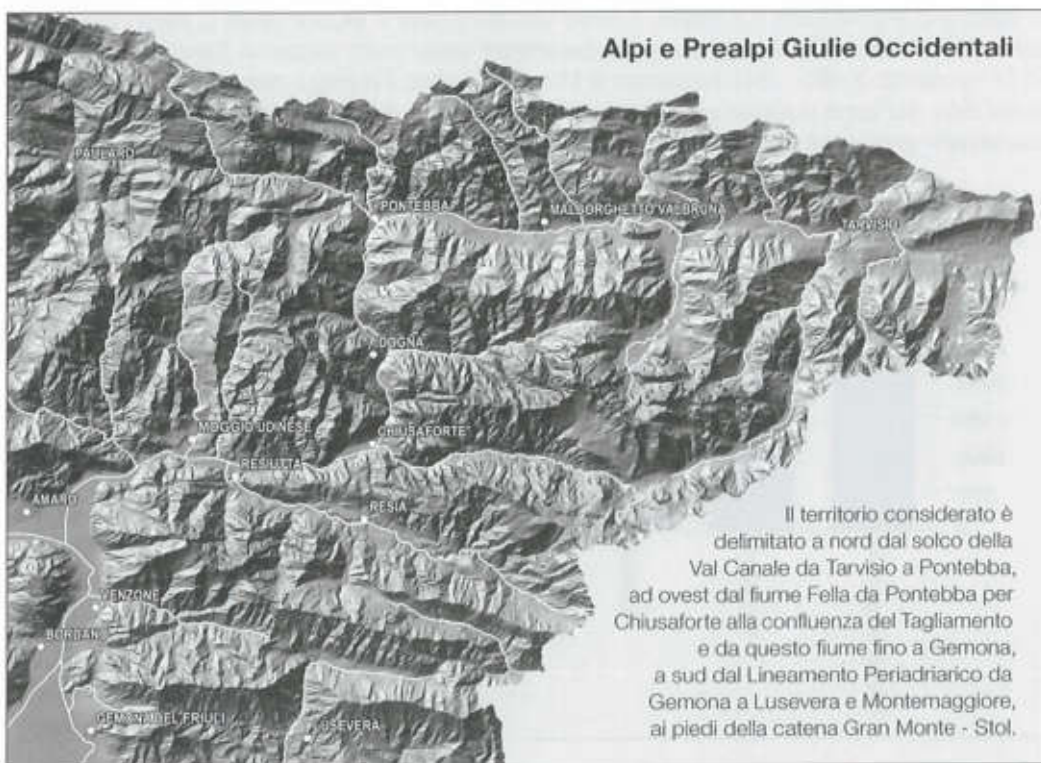 Alpi e Prealpi Giulie Occidentali
PAULARO
PONTEBBA
MALBORGHETTO VALBRUNA
TARVISIO
DOGNA
MOGGIO UDINESE
CHIUSAFORTE
RESIUTTA
AMARO
RESIA
VENZONE
BORDANO
GEMONA DEL FRIULI
LUSEVERA
Il territorio considerato è
delimitato a nord dal solco della
Val Canale da Tarvisio a Pontebba,
ad ovest dal fiume Fella da Pontebba per
Chiusaforte alla confluenza del Tagliamento
e da questo fiume fino a Gemona,
a sud dal Lineamento Periadriarico da
Gemona a Lusevera e Montemaggiore,
ai piedi della catena Gran Monte - Stol.